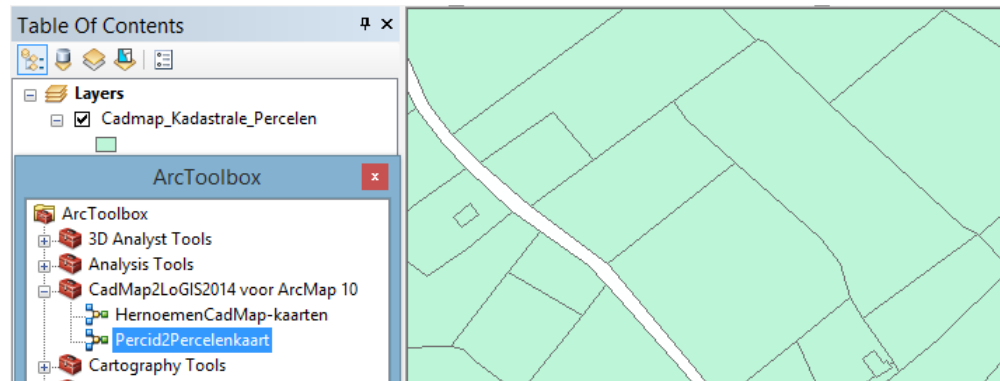 Table Of Contents
Layers
Cadmap_Kadastrale_Percelen
ArcToolbox
x
ArcToolbox
3D Analyst Tools
Analysis Tools
CadMap2LoGIS2014 voor ArcMap 10
HernoemenCadMap-kaarten
Percid2Percelenkaart
Cartography Tools